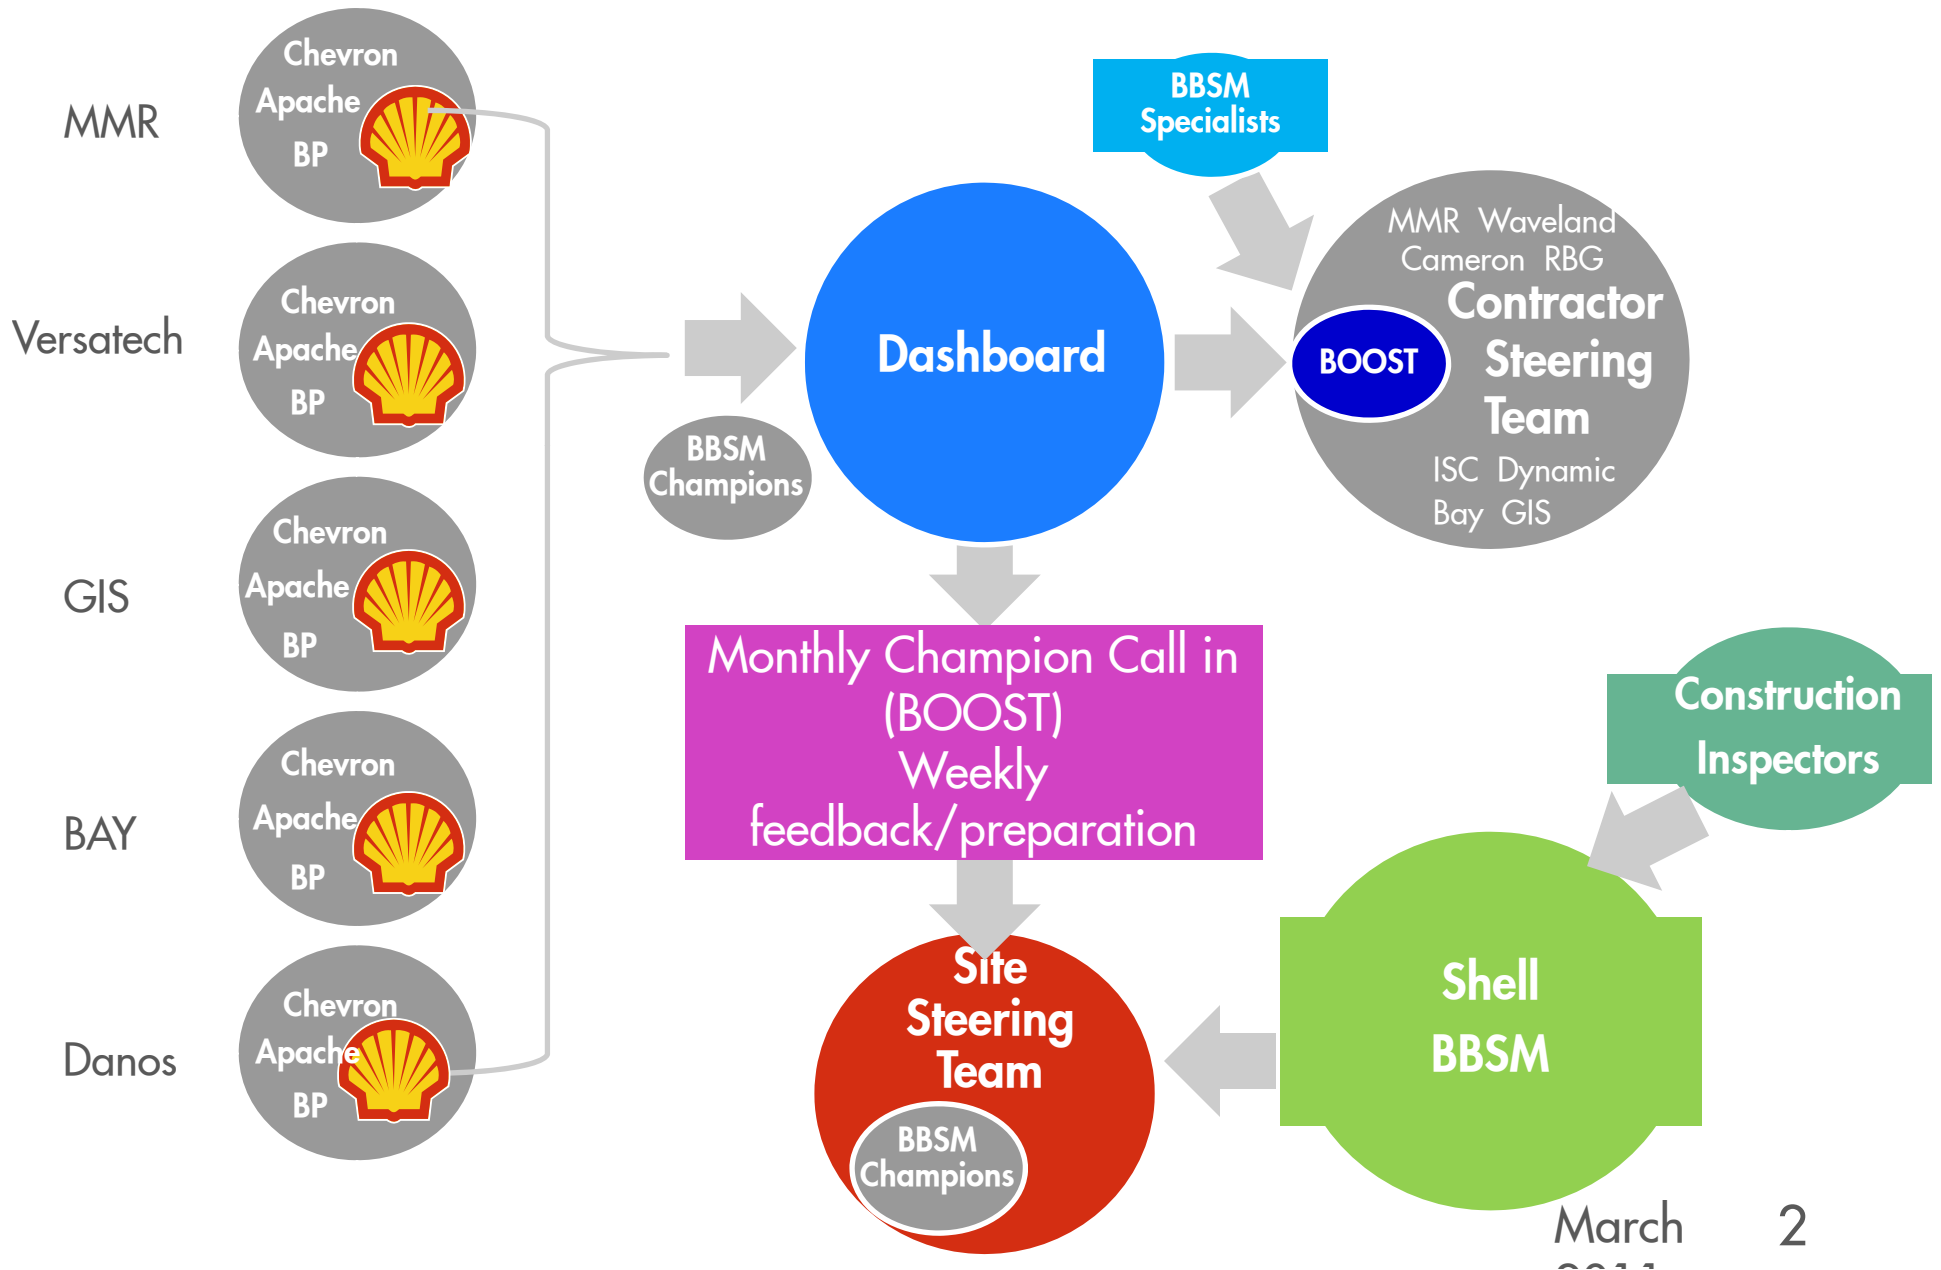 MMR
Chevron
Apache
BP
Versatech
Chevron
Apache
BP
GIS
Chevron
Apache
BP
BAY
Chevron
Apache
BP
Danos
Chevron
Apache
BP
BBSM
Champions
Dashboard
BBSM
Specialists
MMR Waveland
Cameron RBG
Contractor
Steering
Team
BOOST
ISC Dynamic
Bay GIS
Monthly Champion Call in
(BOOST)
Weekly
feedback/preparation
Construction
Inspectors
Shell
BBSM
Site
Steering
Team
BBSM
Champions
March
2